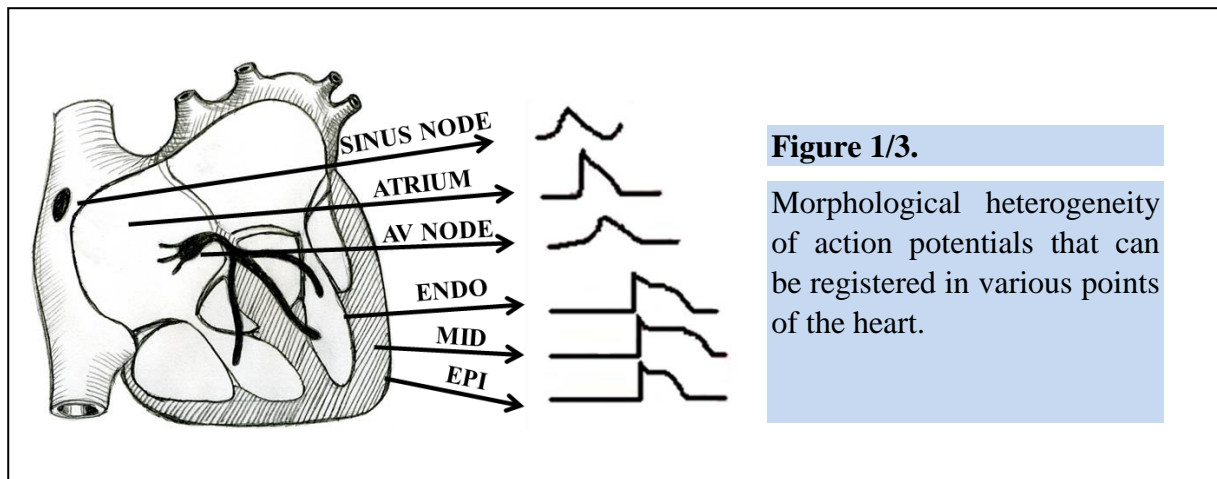 SINUS NODE
ATRIUM
AV NODE
ENDO
MID
EPI
Figure 1/3.
Morphological heterogeneity
of action potentials that can
be registered in various points
of the heart.